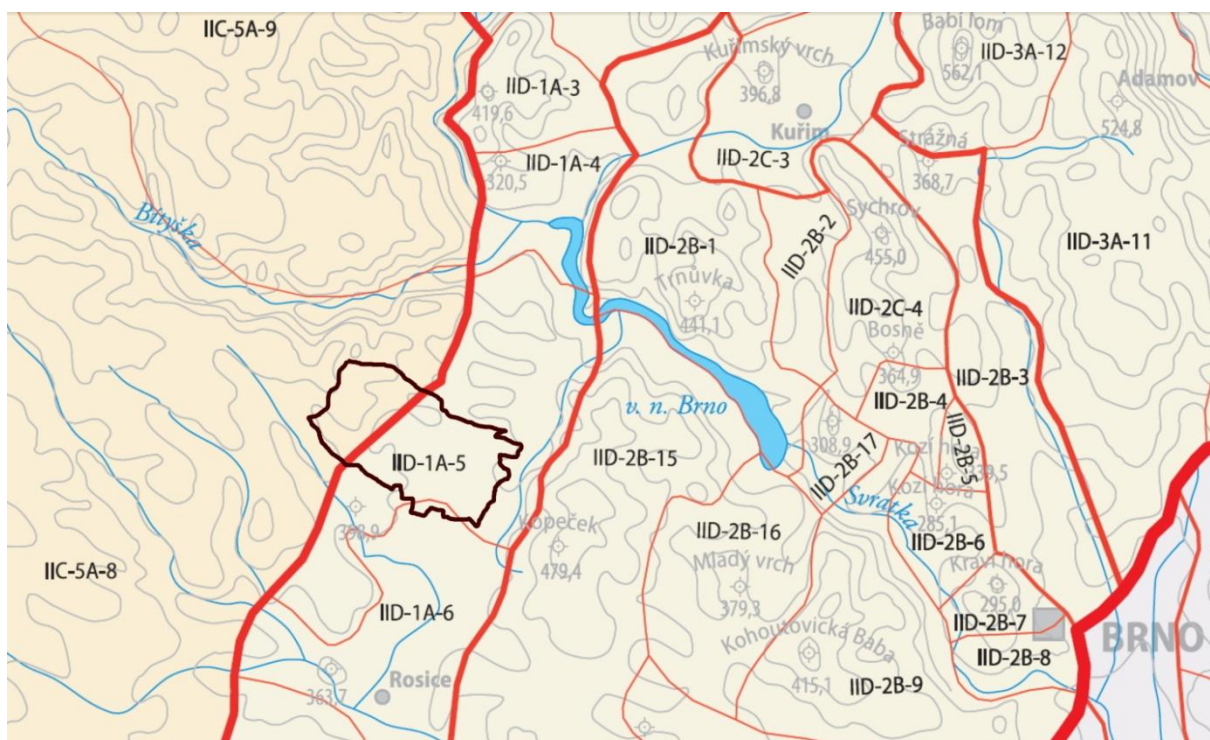 IIC-5A-9
Babí lom
IID-3A-12
562,1
Kuřimský vrch
396,8
Adamov
IID-1A-3
419,6
Kuřim
524,8
Strážná
368,7
IID-1A-4
320,5
IID-2C-3
Bítýška
IID-2B-1
IID-2B-2
Sychrov
455,0
IID-3A-11
Trnůvka
441,1
IID-2C-4
Bosně
364,9
IID-2B-3
v. n. Brno
IID-2B-4
308,9
IID-2B-17
IID-2B-5
Kozí hora
339,5
IID-1A-5
IID-2B-15
Svratka
Kozí hora
285,1
398,9
Kopeček
479,4
IID-2B-16
IID-2B-6
Mladý vrch
379,3
IIC-5A-8
IID-1A-6
Kraví hora
295,0
IID-2B-7
BRNO
IID-2B-8
Kohoutovická Baba
415,1
IID-2B-9
363,7
Rosice